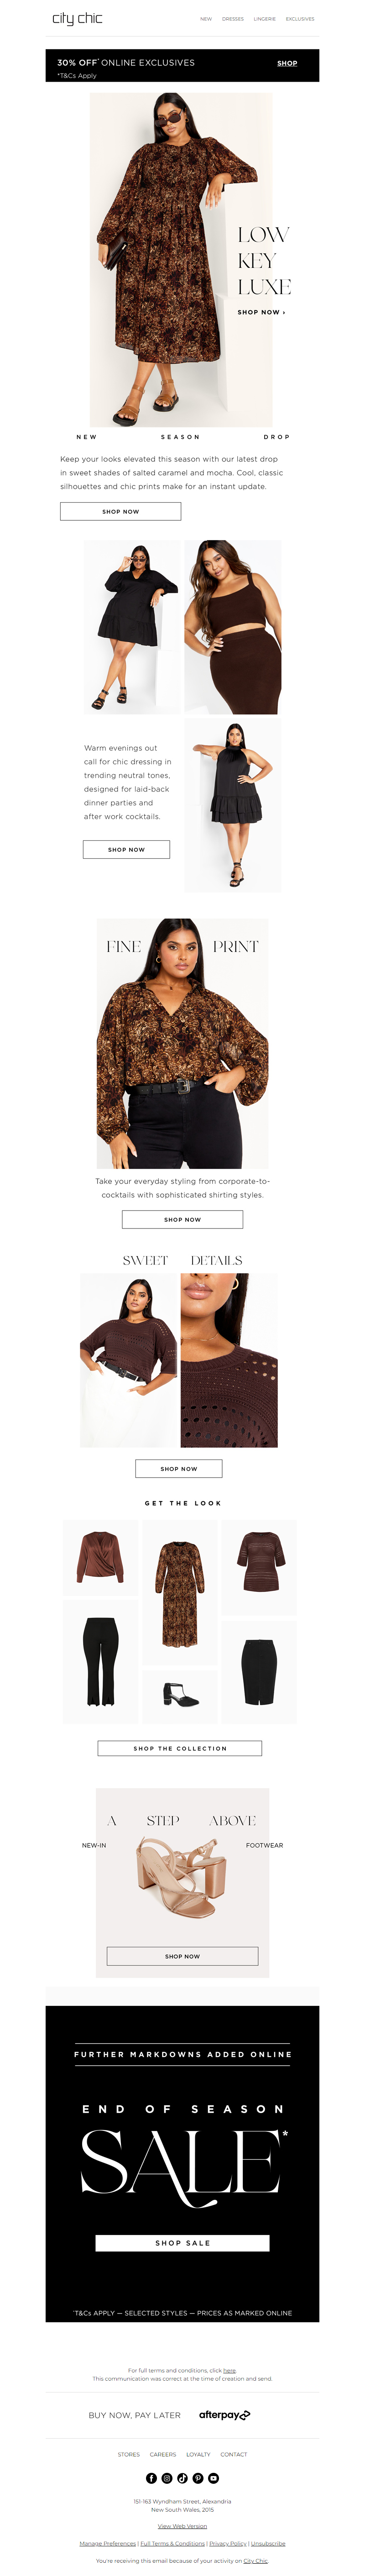 city chic
NEW DRESSES LINGERIE EXCLUSIVES
30% OFF* ONLINE EXCLUSIVES
SHOP
*T&Cs Apply
LOW
KEY
LUXE
SHOP NOW ›
NEW SEASON DROP
Keep your looks elevated this season with our latest drop
in sweet shades of salted caramel and mocha. Cool, classic
silhouettes and chic prints make for an instant update.
SHOP NOW
Warm evenings out
call for chic dressing in
trending neutral tones,
designed for laid-back
dinner parties and
after work cocktails.
SHOP NOW
FINE PRINT
Take your everyday styling from corporate-to-
cocktails with sophisticated shirting styles.
SHOP NOW
SWEET DETAILS
SHOP NOW
GET THE LOOK
SHOP THE COLLECTION
A STEP ABOVE
NEW-IN FOOTWEAR
SHOP NOW
FURTHER MARKDOWNS ADDED ONLINE
END OF SEASON
SALE*
SHOP SALE
*T&Cs APPLY — SELECTED STYLES — PRICES AS MARKED ONLINE
For full terms and conditions, click here.
This communication was correct at the time of creation and send.
BUY NOW, PAY LATER afterpay
STORES CAREERS LOYALTY CONTACT
151-163 Wyndham Street, Alexandria
New South Wales, 2015
View Web Version
Manage Preferences | Full Terms & Conditions | Privacy Policy | Unsubscribe
You're receiving this email because of your activity on City Chic.